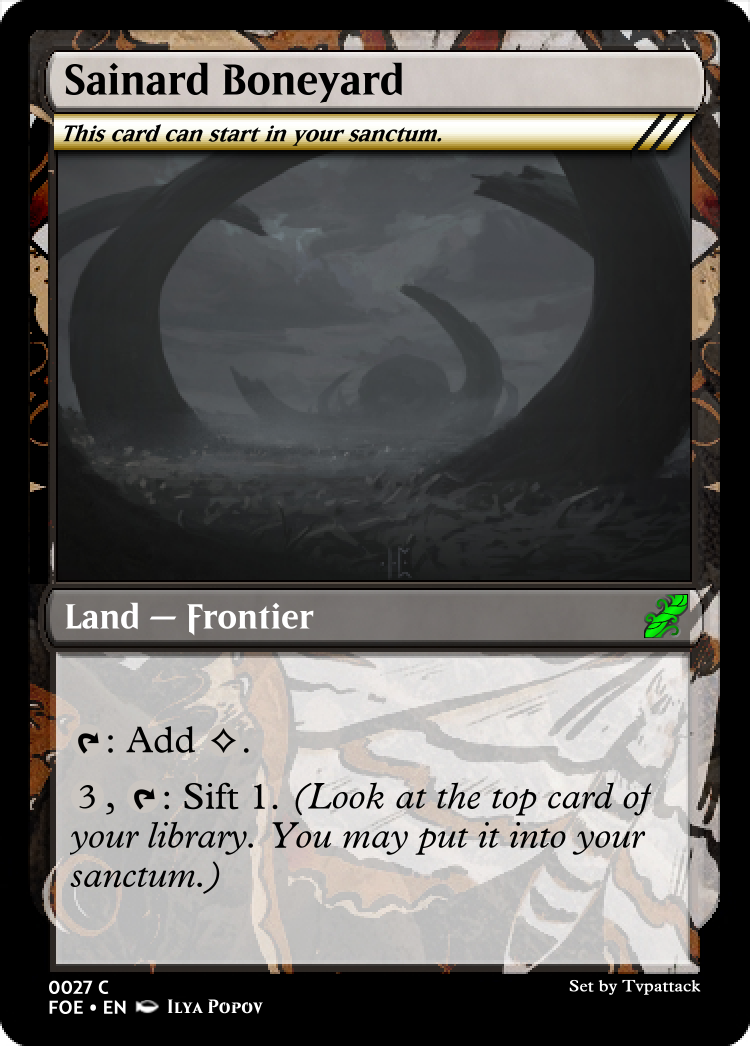 Sainard Boneyard
This card can start in your sanctum.
Land — Frontier
: Add .
3 , : Sift 1. (Look at the top card of
your library. You may put it into your
sanctum.)
0027 C
Set by Tvpattack
FOE • EN Ilya Popov